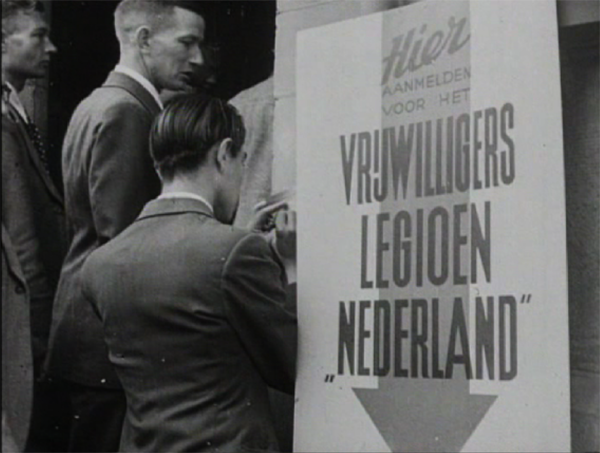 Hier
AANMELDEN
VOOR HET
VRIJWILLIGERS
LEGIOEN
„NEDERLAND”